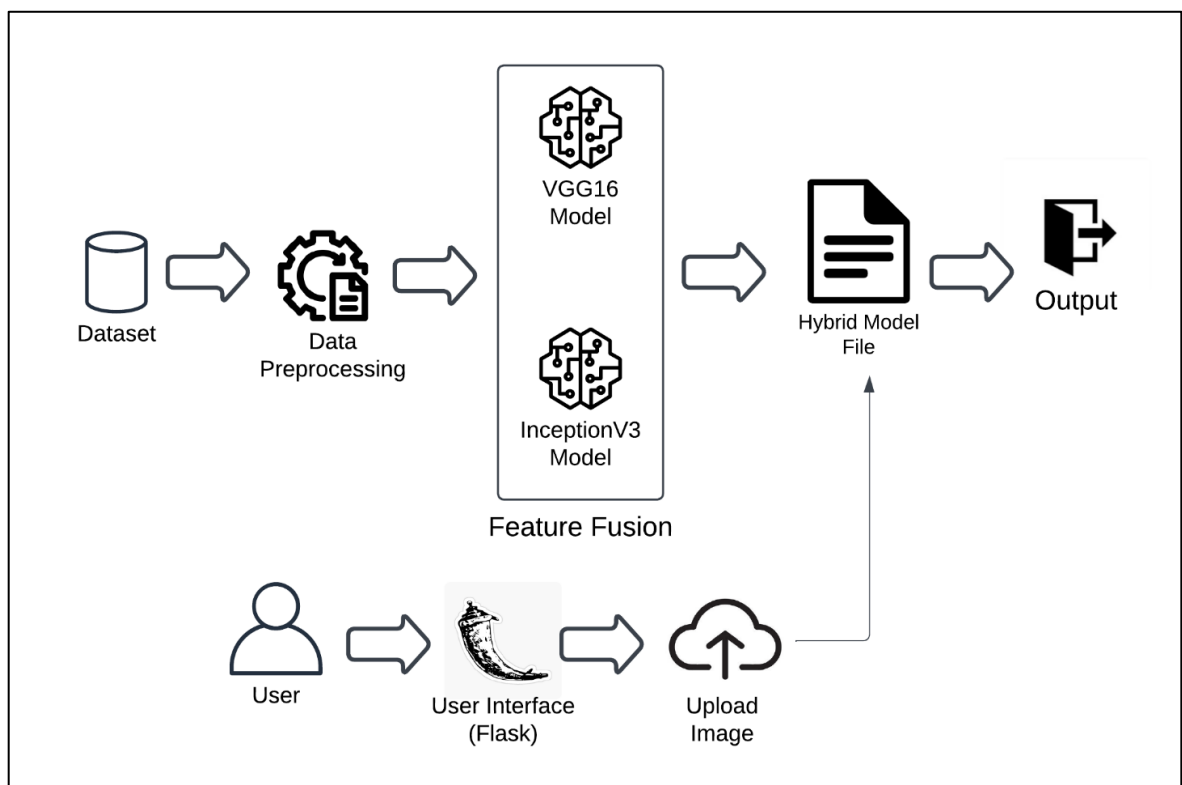 VGG16
Model
Dataset
Data
Preprocessing
InceptionV3
Model
Feature Fusion
Hybrid Model
File
Output
User
User Interface
(Flask)
Upload
Image